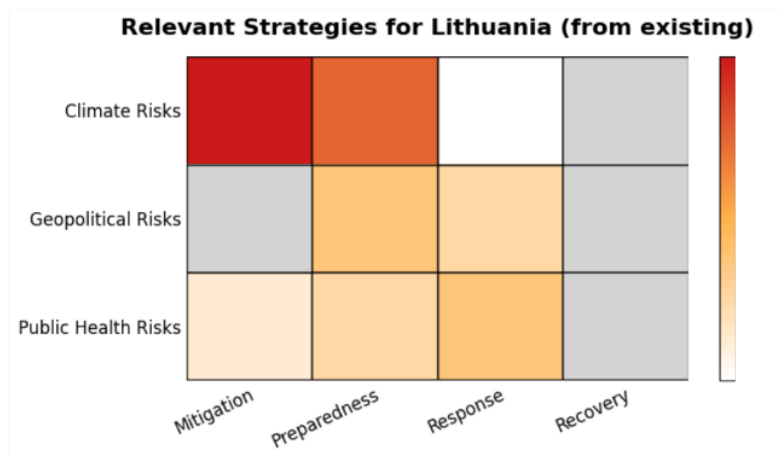 Relevant Strategies for Lithuania (from existing)
Climate Risks
Geopolitical Risks
Public Health Risks
Mitigation
Preparedness
Response
Recovery